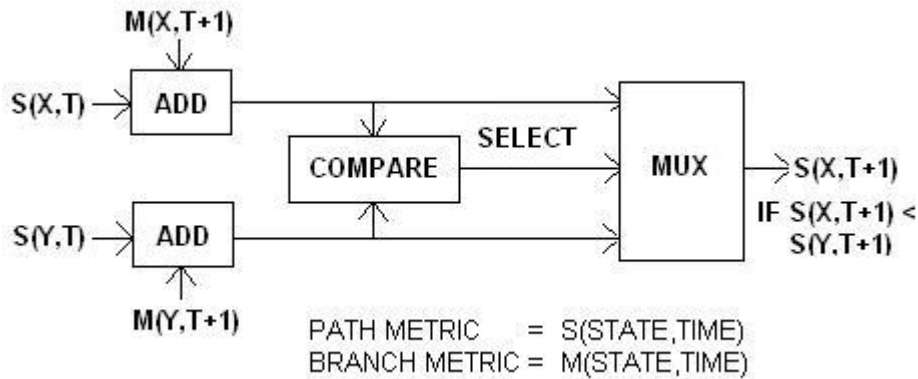 M(X,T+1)
S(X,T)
ADD
SELECT
COMPARE
MUX
S(X,T+1)
IF S(X,T+1) <
S(Y,T+1)
S(Y,T)
ADD
M(Y,T+1)
PATH METRIC = S(STATE,TIME)
BRANCH METRIC = M(STATE,TIME)